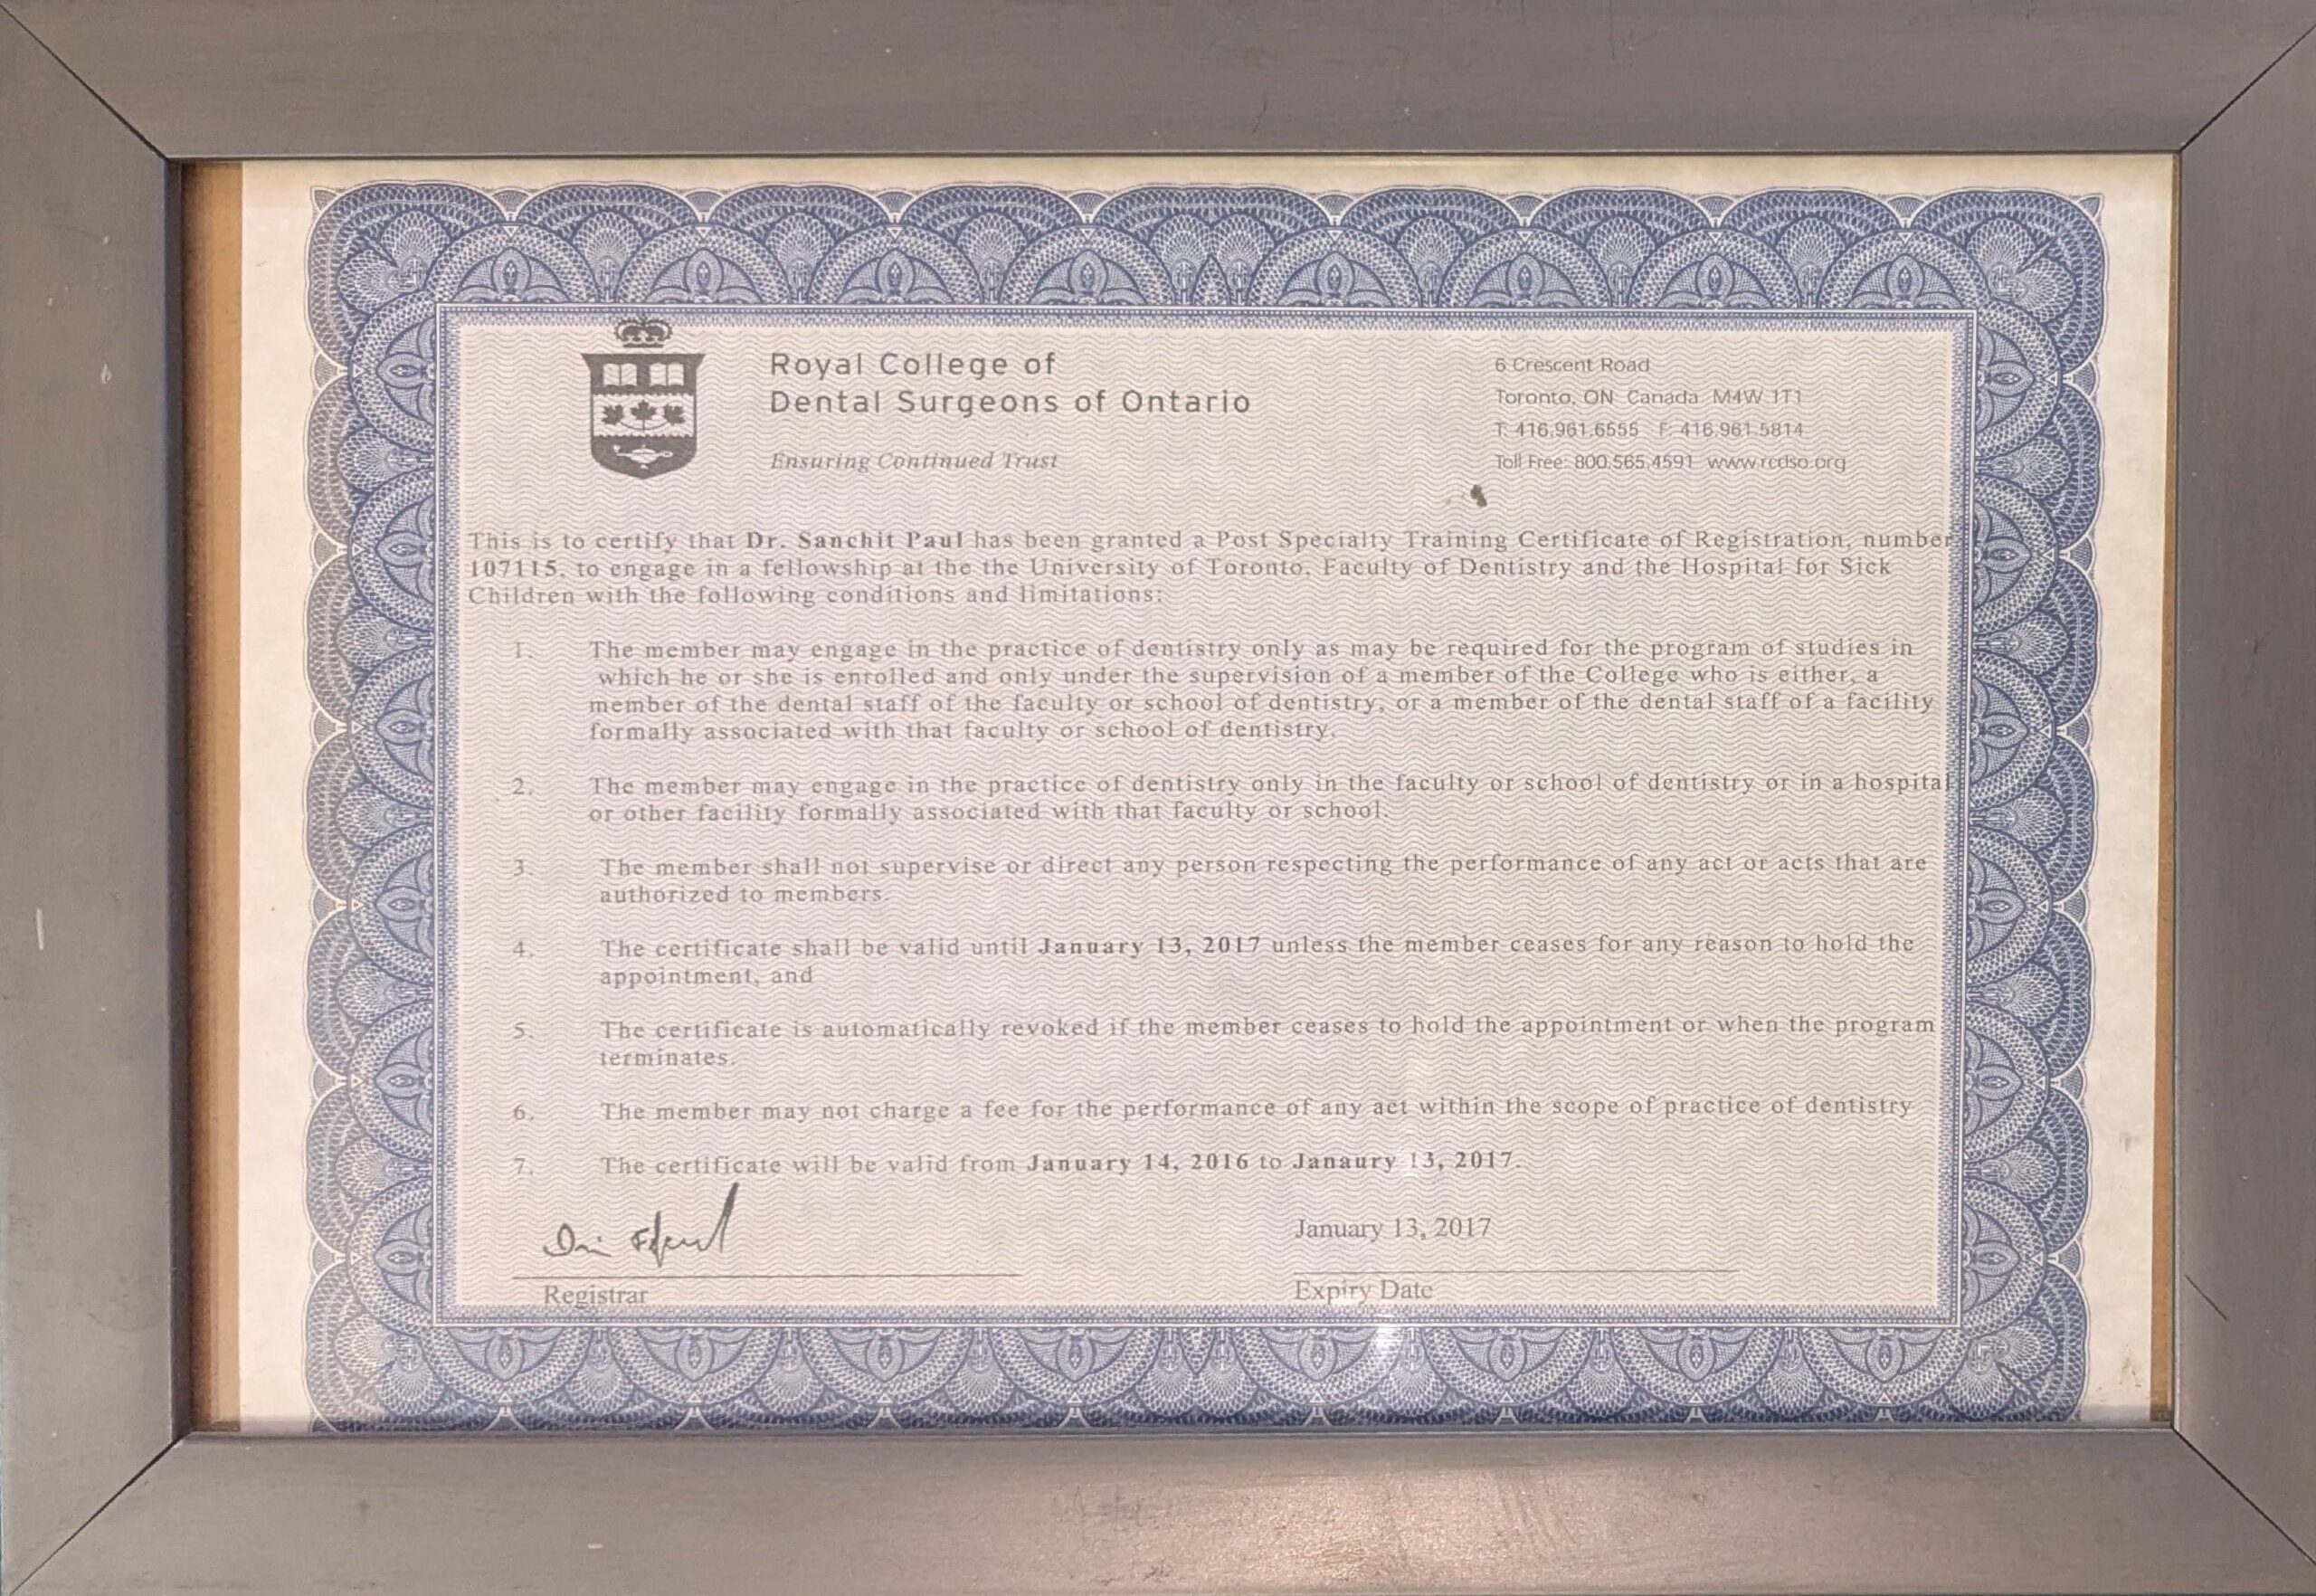 Royal College of
Dental Surgeons of Ontario
Ensuring Continued Trust
6 Crescent Road
Toronto, ON Canada M4W 1T1
T: 416.961.6555 F: 416.961.5814
Toll Free: 800.565.4591 www.rcdso.org
This is to certify that Dr. Sanchit Paul has been granted a Post Specialty Training Certificate of Registration, number
107115, to engage in a fellowship at the the University of Toronto, Faculty of Dentistry and the Hospital for Sick
Children with the following conditions and limitations:
1. The member may engage in the practice of dentistry only as may be required for the program of studies in
which he or she is enrolled and only under the supervision of a member of the College who is either, a
member of the dental staff of the faculty or school of dentistry, or a member of the dental staff of a facility
formally associated with that faculty or school of dentistry.
2. The member may engage in the practice of dentistry only in the faculty or school of dentistry or in a hospital
or other facility formally associated with that faculty or school.
3. The member shall not supervise or direct any person respecting the performance of any act or acts that are
authorized to members.
4. The certificate shall be valid until January 13, 2017 unless the member ceases for any reason to hold the
appointment, and
5. The certificate is automatically revoked if the member ceases to hold the appointment or when the program
terminates.
6. The member may not charge a fee for the performance of any act within the scope of practice of dentistry
7. The certificate will be valid from January 14, 2016 to Janaury 13, 2017.
January 13, 2017
Registrar
Expiry Date